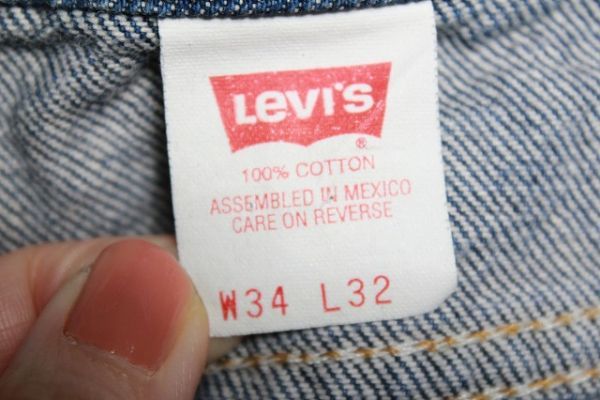 LEVI'S
®
100% COTTON
ASSEMBLED IN MEXICO
CARE ON REVERSE
W34 L32